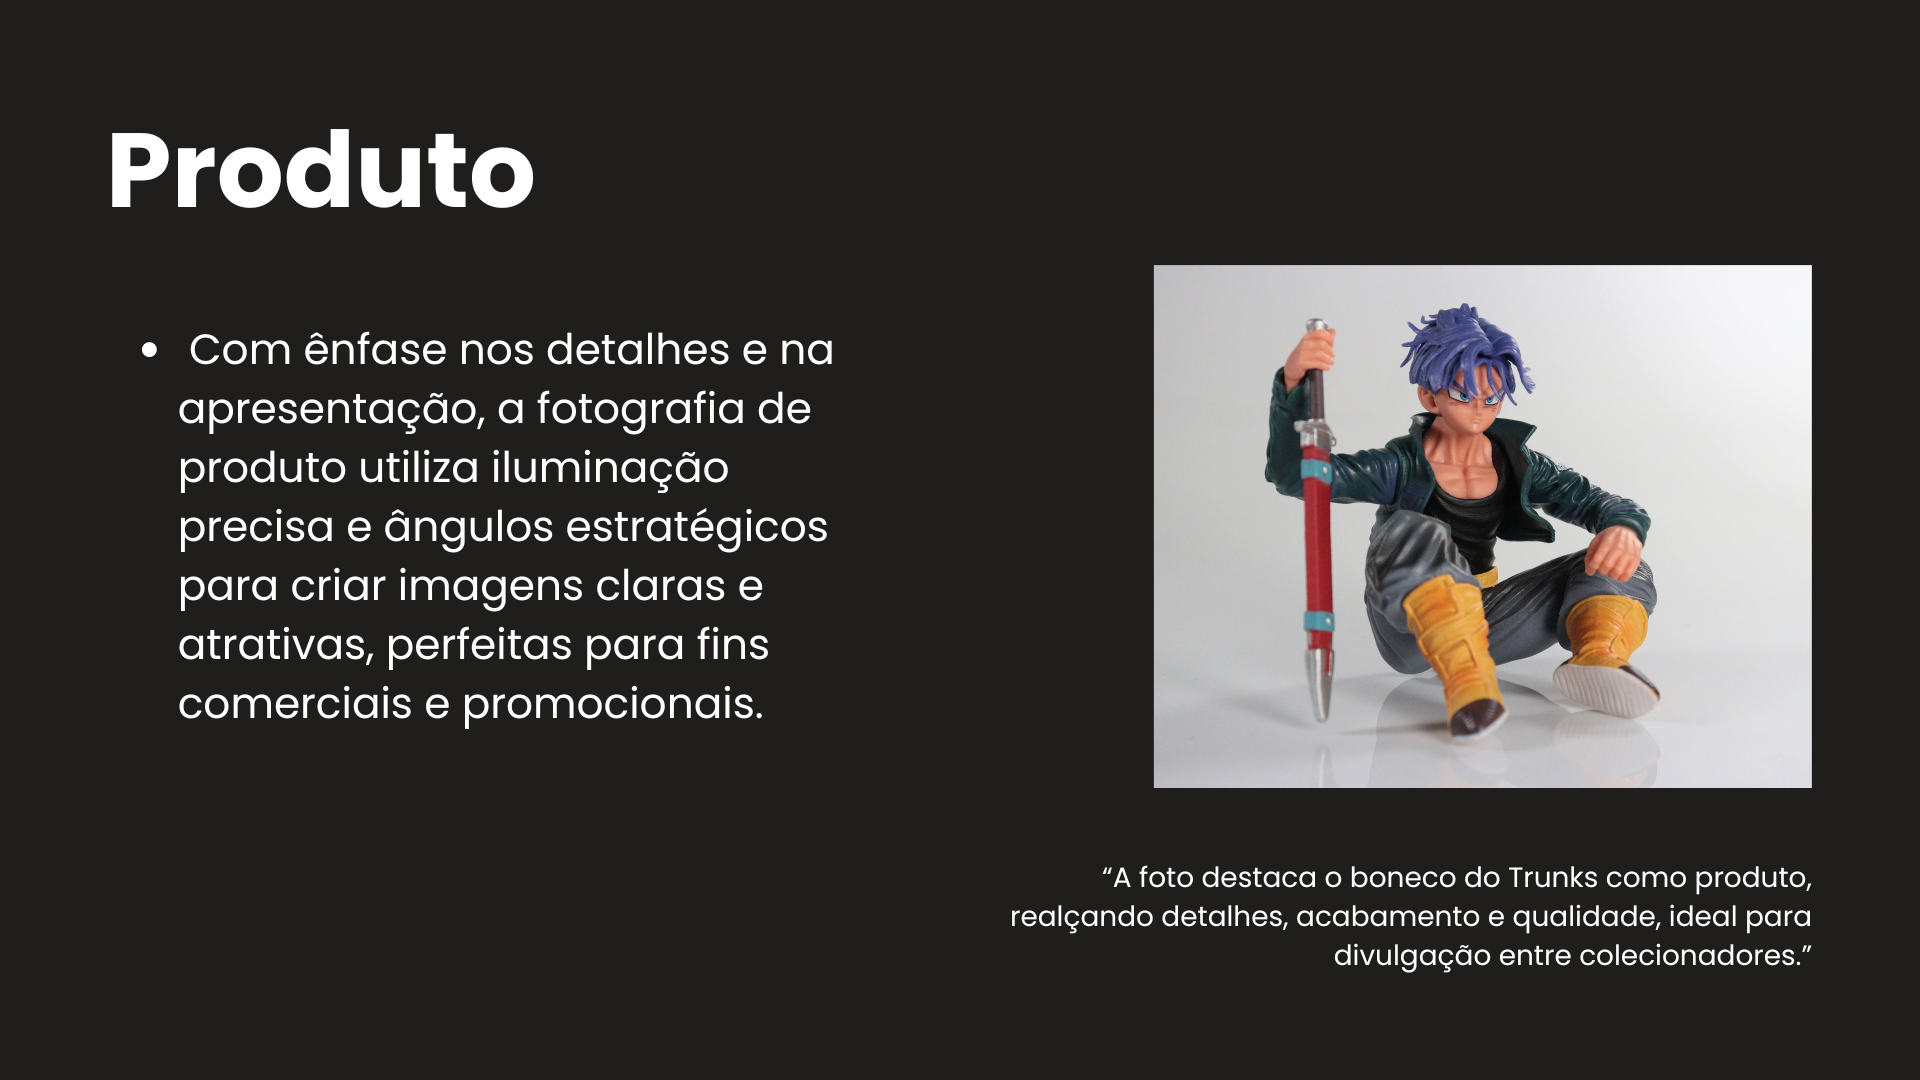 Produto
• Com ênfase nos detalhes e na
apresentação, a fotografia de
produto utiliza iluminação
precisa e ângulos estratégicos
para criar imagens claras e
atrativas, perfeitas para fins
comerciais e promocionais.
“A foto destaca o boneco do Trunks como produto,
realçando detalhes, acabamento e qualidade, ideal para
divulgação entre colecionadores.”